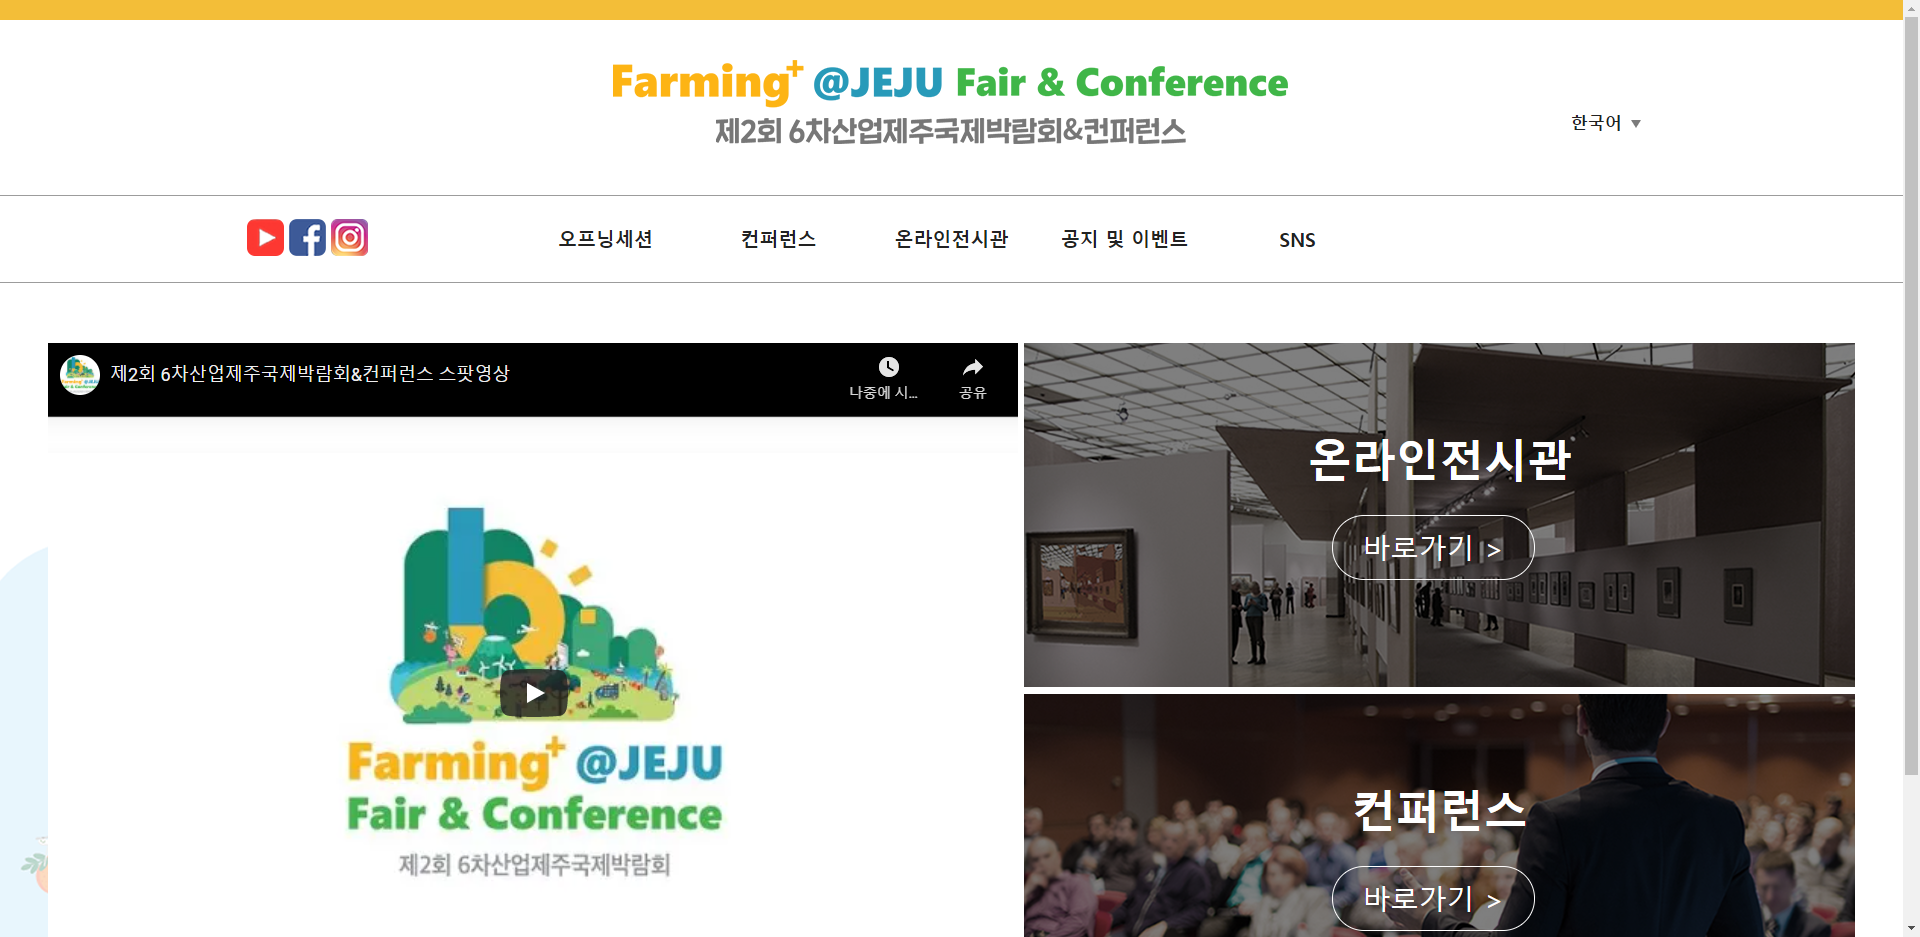 Farming+ @JEJU Fair & Conference
제2회 6차산업제주국제박람회&컨퍼런스
한국어 ▼
오프닝세션 컨퍼런스 온라인전시관 공지 및 이벤트 SNS
제2회 6차산업제주국제박람회&컨퍼런스 스팟영상
나중에 시...
공유
Farming+ @JEJU
Fair & Conference
제2회 6차산업제주국제박람회
온라인전시관
바로가기 >
컨퍼런스
바로가기 >